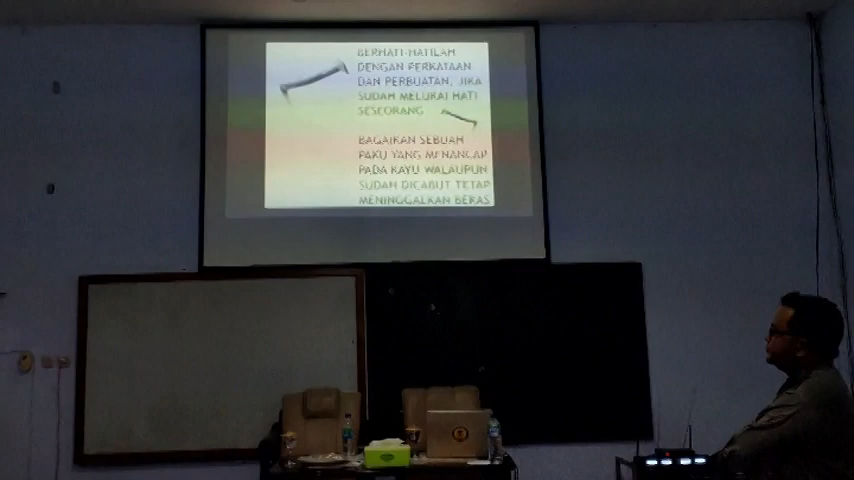 BERHATI-HATILAH
DENGAN PERKATAAN
DAN PERBUATAN, JIKA
SUDAH MELUKAI HATI
SESEORANG
BAGAIKAN SEBUAH
PAKU YANG MENANCAP
PADA KAYU WALAUPUN
SUDAH DICABUT TETAP
MENINGGALKAN BEKAS